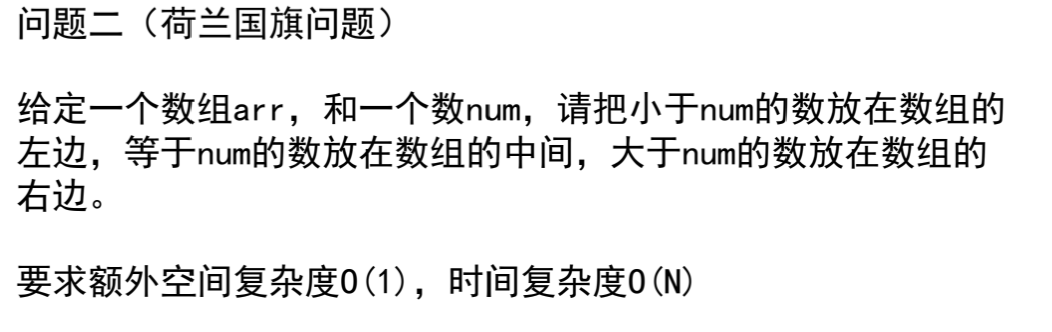 问题二（荷兰国旗问题）
给定一个数组arr，和一个数num，请把小于num的数放在数组的
左边，等于num的数放在数组的中间，大于num的数放在数组的
右边。
要求额外空间复杂度O(1)，时间复杂度O(N)